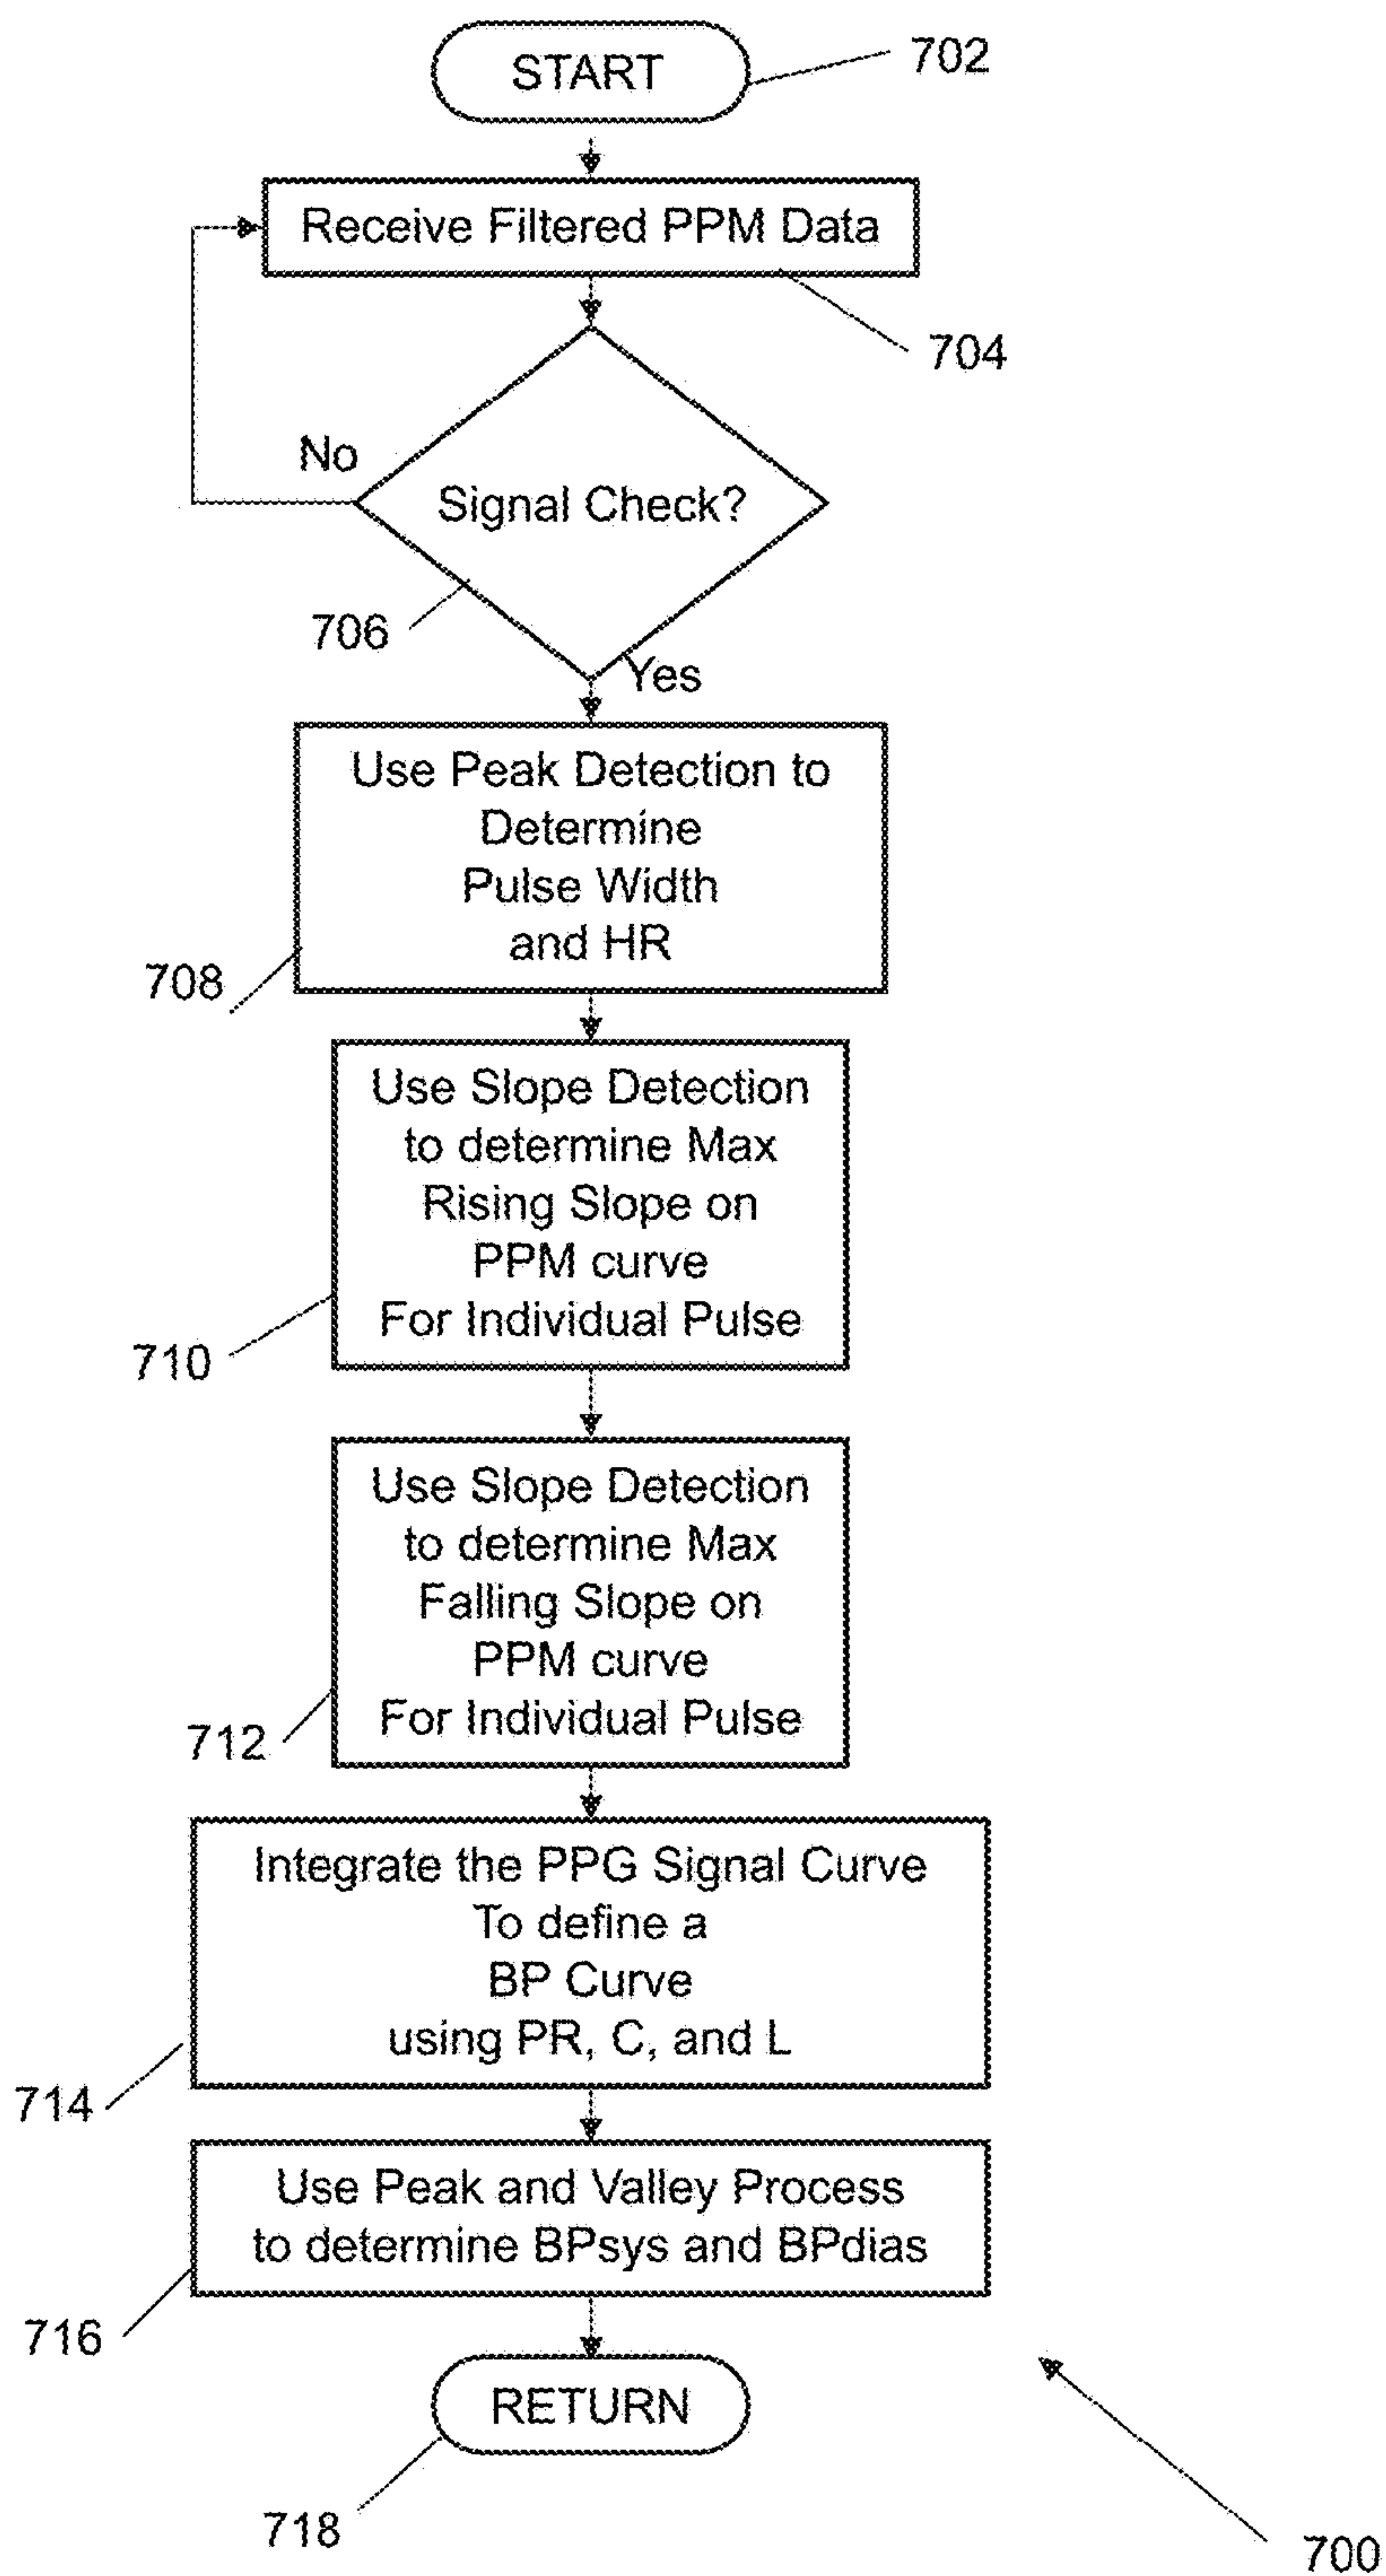 START
702
Receive Filtered PPM Data
704
No
Signal Check?
706
Yes
Use Peak Detection to
Determine
Pulse Width
and HR
708
Use Slope Detection
to determine Max
Rising Slope on
PPM curve
For Individual Pulse
710
Use Slope Detection
to determine Max
Falling Slope on
PPM curve
For Individual Pulse
712
Integrate the PPG Signal Curve
To define a
BP Curve
using PR, C, and L
714
Use Peak and Valley Process
to determine BPsys and BPdias
716
RETURN
718
700